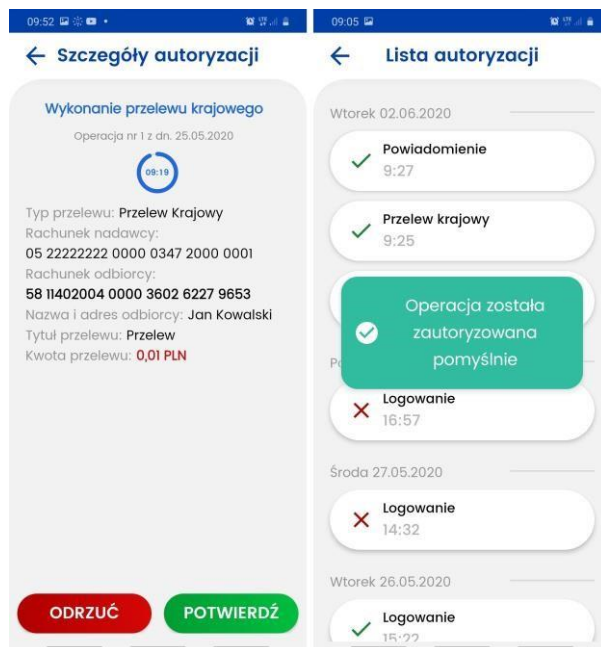 09:52
Szczegóły autoryzacji
Wykonanie przelewu krajowego
Operacja nr 1 z dn. 25.05.2020
09:19
Typ przelewu: Przelew Krajowy
Rachunek nadawcy:
05 22222222 0000 0347 2000 0001
Rachunek odbiorcy:
58 11402004 0000 3602 6227 9653
Nazwa i adres odbiorcy: Jan Kowalski
Tytuł przelewu: Przelew
Kwota przelewu: 0,01 PLN
ODRZUĆ
POTWIERDŹ
09:05
Lista autoryzacji
Wtorek 02.06.2020
Powiadomienie
9:27
Przelew krajowy
9:25
Operacja została
zautoryzowana
pomyślnie
Logowanie
16:57
Środa 27.05.2020
Logowanie
14:32
Wtorek 26.05.2020
Logowanie
15:22